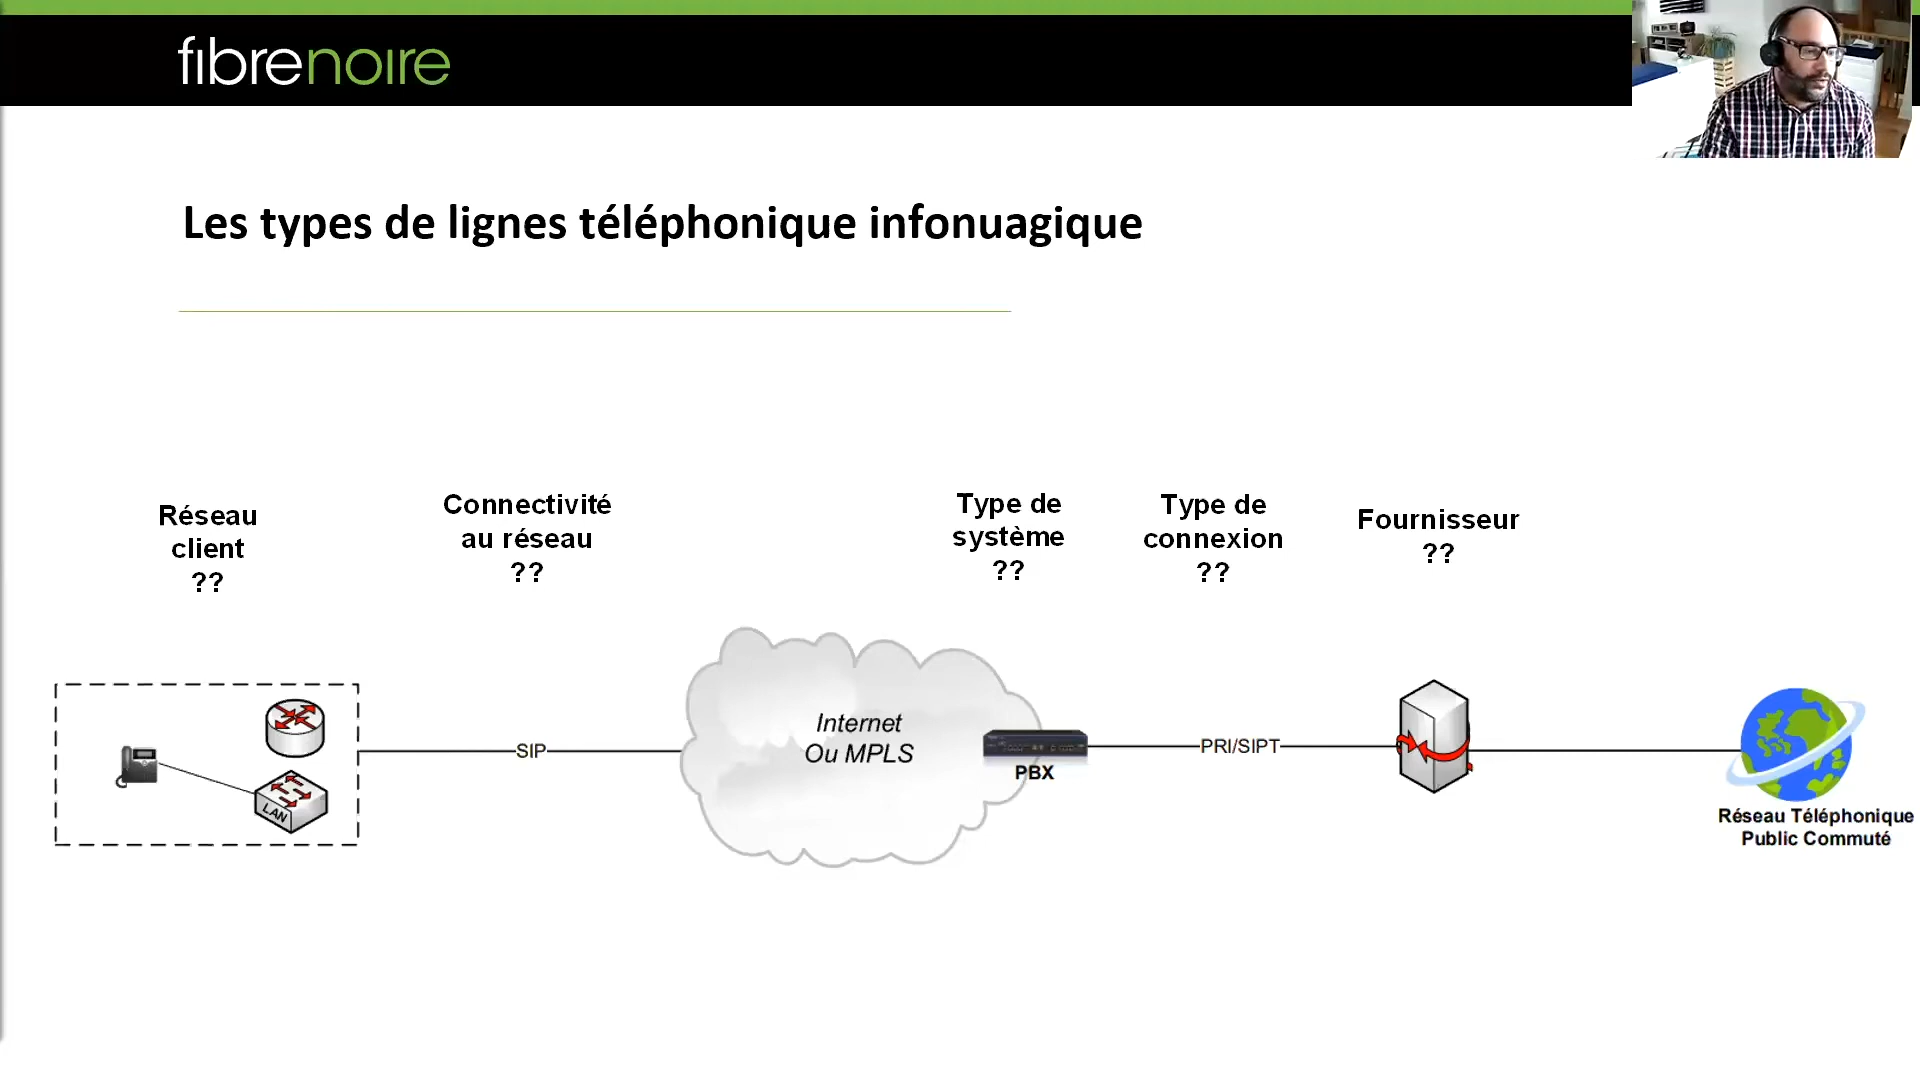 fibrenoire
Les types de lignes téléphonique infonuagique
Réseau
client
??
Connectivité
au réseau
??
Type de
système
??
Type de
connexion
??
Fournisseur
??
LAN
SIP
Internet
Ou MPLS
PBX
PRI/SIPT
Réseau Téléphonique
Public Commuté